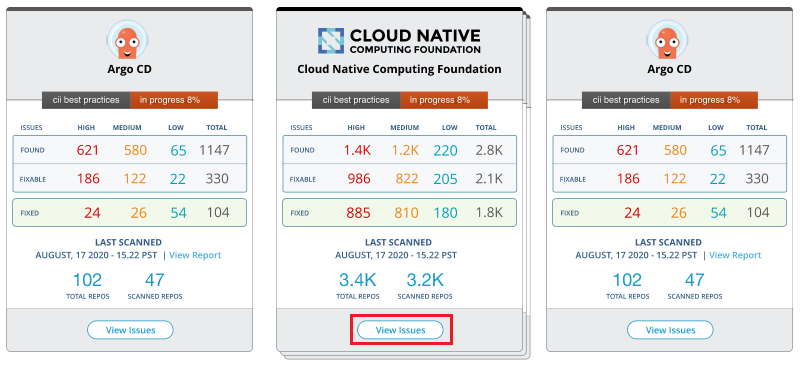 Argo CD
cii best practices in progress 8%
ISSUES HIGH MEDIUM LOW TOTAL
FOUND 621 580 65 1147
FIXABLE 186 122 22 330
FIXED 24 26 54 104
LAST SCANNED
AUGUST, 17 2020 - 15.22 PST | View Report
102 47
TOTAL REPOS SCANNED REPOS
View Issues
CLOUD NATIVE
COMPUTING FOUNDATION
Cloud Native Computing Foundation
cii best practices in progress 8%
ISSUES HIGH MEDIUM LOW TOTAL
FOUND 1.4K 1.2K 220 2.8K
FIXABLE 986 822 205 2.1K
FIXED 885 810 180 1.8K
LAST SCANNED
AUGUST, 17 2020 - 15.22 PST
3.4K 3.2K
TOTAL REPOS SCANNED REPOS
View Issues
Argo CD
cii best practices in progress 8%
ISSUES HIGH MEDIUM LOW TOTAL
FOUND 621 580 65 1147
FIXABLE 186 122 22 330
FIXED 24 26 54 104
LAST SCANNED
AUGUST, 17 2020 - 15.22 PST | View Report
102 47
TOTAL REPOS SCANNED REPOS
View Issues